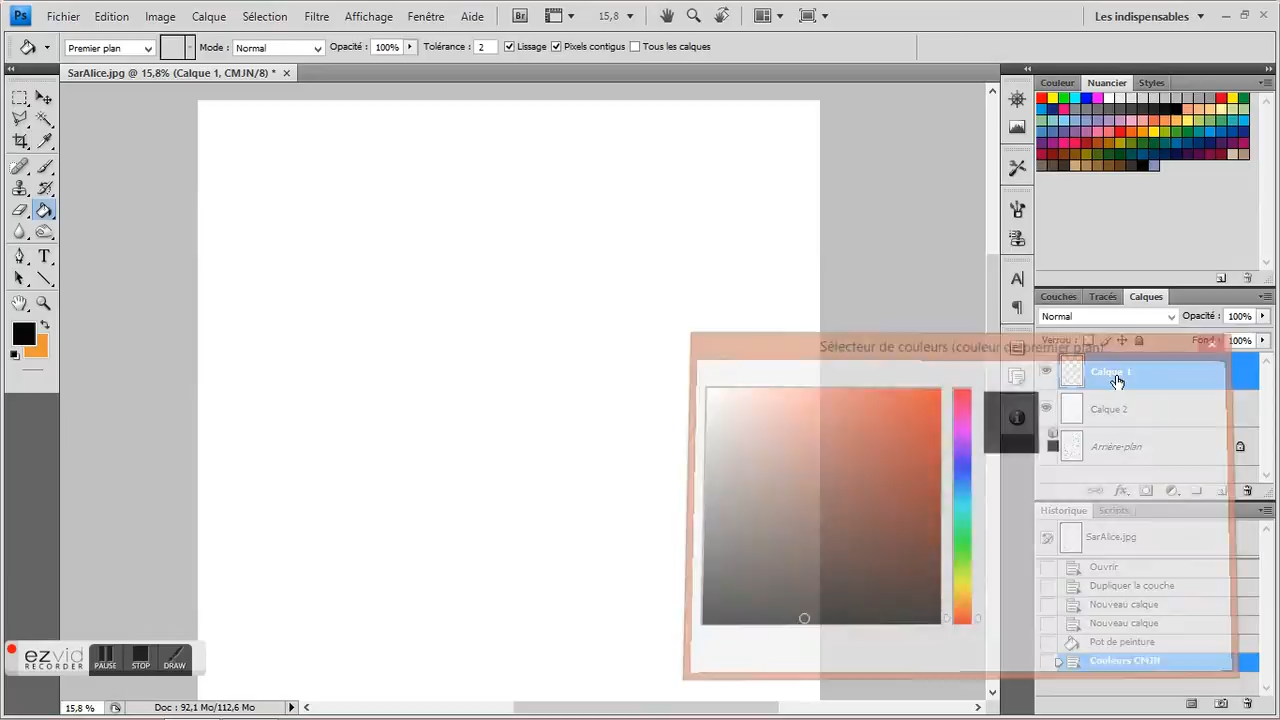 Ps Fichier Edition Image Calque Sélection Filtre Affichage Fenêtre Aide Br 15,8 Les indispensables
Premier plan Mode : Normal Opacité : 100% Tolérance : 2 Lissage Pixels contigus Tous les calques
SarAlice.jpg @ 15,8% (Calque 1, CMJN/8) *
Couleur Nuancier Styles
Couches Tracés Calques
Normal Opacité : 100%
Verrou : Fond : 100%
Sélecteur de couleurs (couleur de premier plan)
Calque 1
Calque 2
Arrière-plan
Historique Scripts
SarAlice.jpg
Ouvrir
Dupliquer la couche
Nouveau calque
Nouveau calque
Pot de peinture
Couleurs CMJN
ezvid
RECORDER
PAUSE STOP DRAW
15,8 % Doc : 92,1 Mo/112,6 Mo